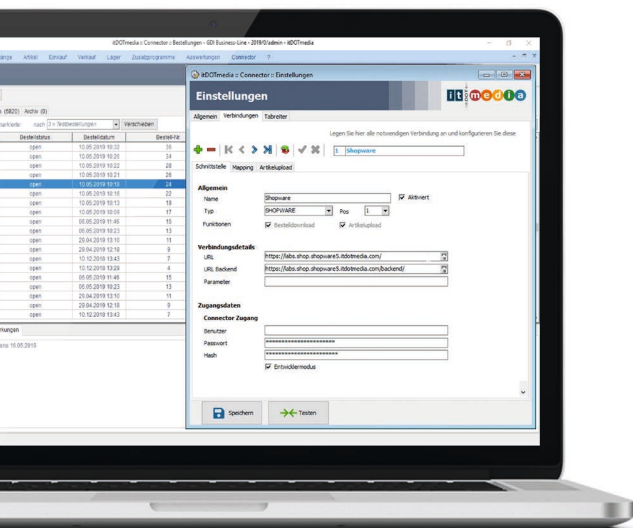 itDOTmedia :: Connector :: Bestellungen - GDI Business-Line - 2019/0/admin - itDOTmedia
Artikel Einkauf Verkauf Lager Zusatzprogramme Auswertungen Connector ?
(5820) Archiv (0)
nach 3 = Testbestellungen Verschieben
Bestellstatus Bestelldatum Bestell-Nr
open 10.05.2019 10:32 35
open 10.05.2019 10:26 34
open 10.05.2019 10:22 28
open 10.05.2019 10:21 26
open 10.05.2019 10:18 24
open 10.05.2019 10:16 22
open 10.05.2019 10:13 18
open 10.05.2019 10:09 17
open 06.05.2019 11:46 15
open 06.05.2019 10:23 13
open 29.04.2019 13:10 11
open 29.04.2019 12:18 9
open 10.12.2018 13:43 7
open 10.12.2018 13:29 4
open 06.05.2019 11:46 15
open 06.05.2019 10:23 13
open 29.04.2019 13:10 11
open 29.04.2019 12:18 9
open 10.12.2018 13:43 7
itDOTmedia :: Connector :: Einstellungen
Einstellungen
it DOT media
Allgemein Verbindungen Tabreiter
Legen Sie hier alle notwendigen Verbindung an und konfigurieren Sie diese
1 Shopware
Schnittstelle Mapping Artikelupload
Allgemein
Name Shopware Aktiviert
Typ SHOPWARE Pos 1
Funktionen Bestelldownload Artikelupload
Verbindungsdetails
URL https://labs.shop.shopware5.itdotmedia.com/
URL Backend https://labs.shop.shopware5.itdotmedia.com/backend/
Parameter
Zugangsdaten
Connector Zugang
Benutzer
Passwort **********************
Hash **********************
Entwicklermodus
Speichern Testen